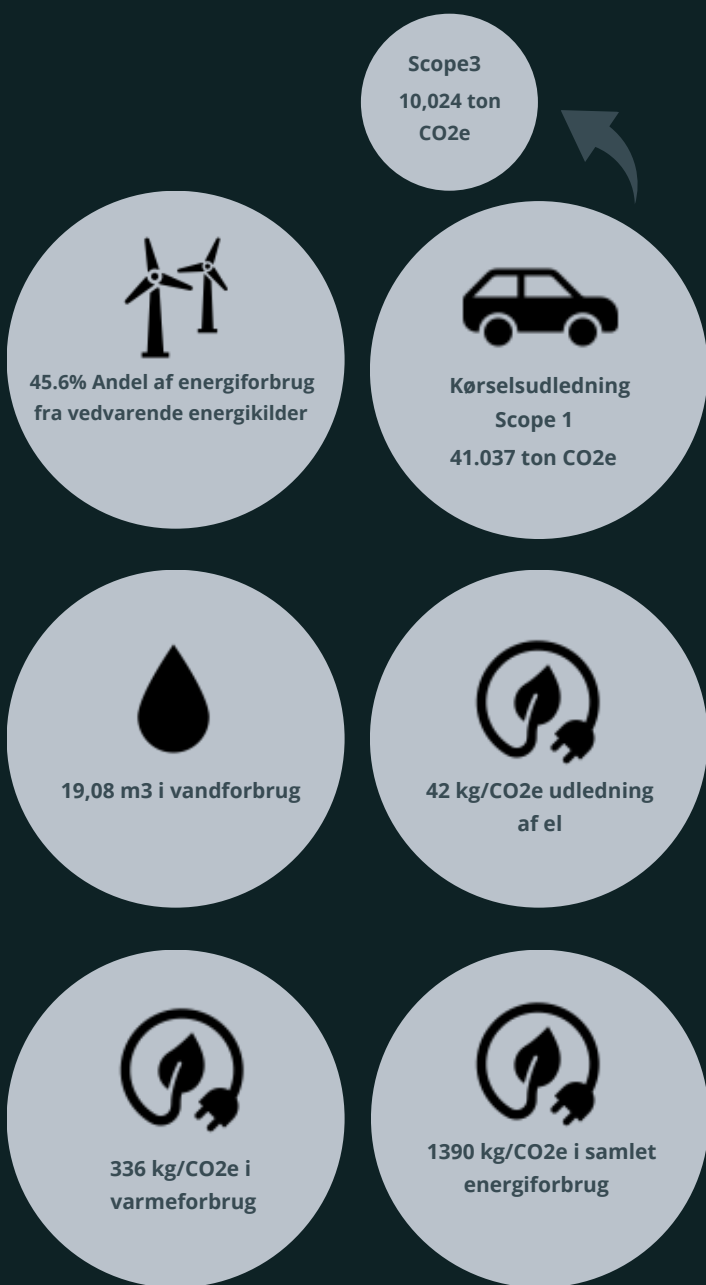 Scope3
10,024 ton
CO2e
45.6% Andel af energiforbrug
fra vedvarende energikilder
Kørselsudledning
Scope 1
41.037 ton CO2e
19,08 m3 i vandforbrug
42 kg/CO2e udledning
af el
336 kg/CO2e i
varmeforbrug
1390 kg/CO2e i samlet
energiforbrug